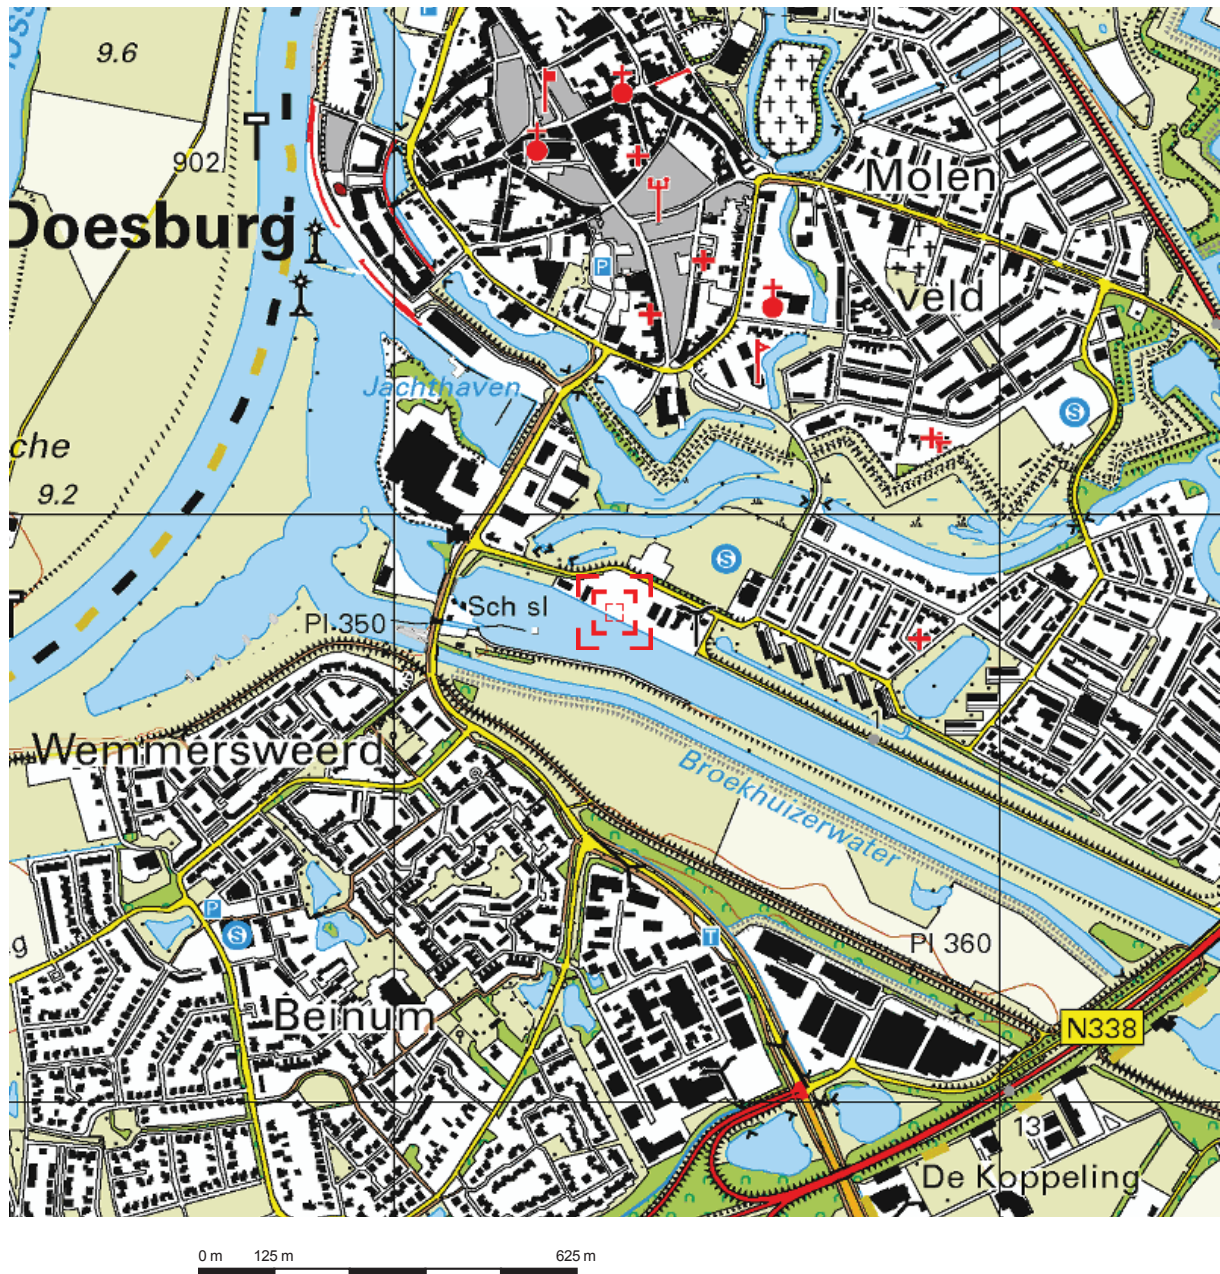 9.6
902
Doesburg
Molen
veld
P
Jachthaven
S
che
9.2
S
Sch sl
Pl 350
1
Wemmersweerd
Broekhuizerwater
P
S
T
Pl 360
g
Beinum
N338
13
De Koppeling
0 m 125 m 625 m